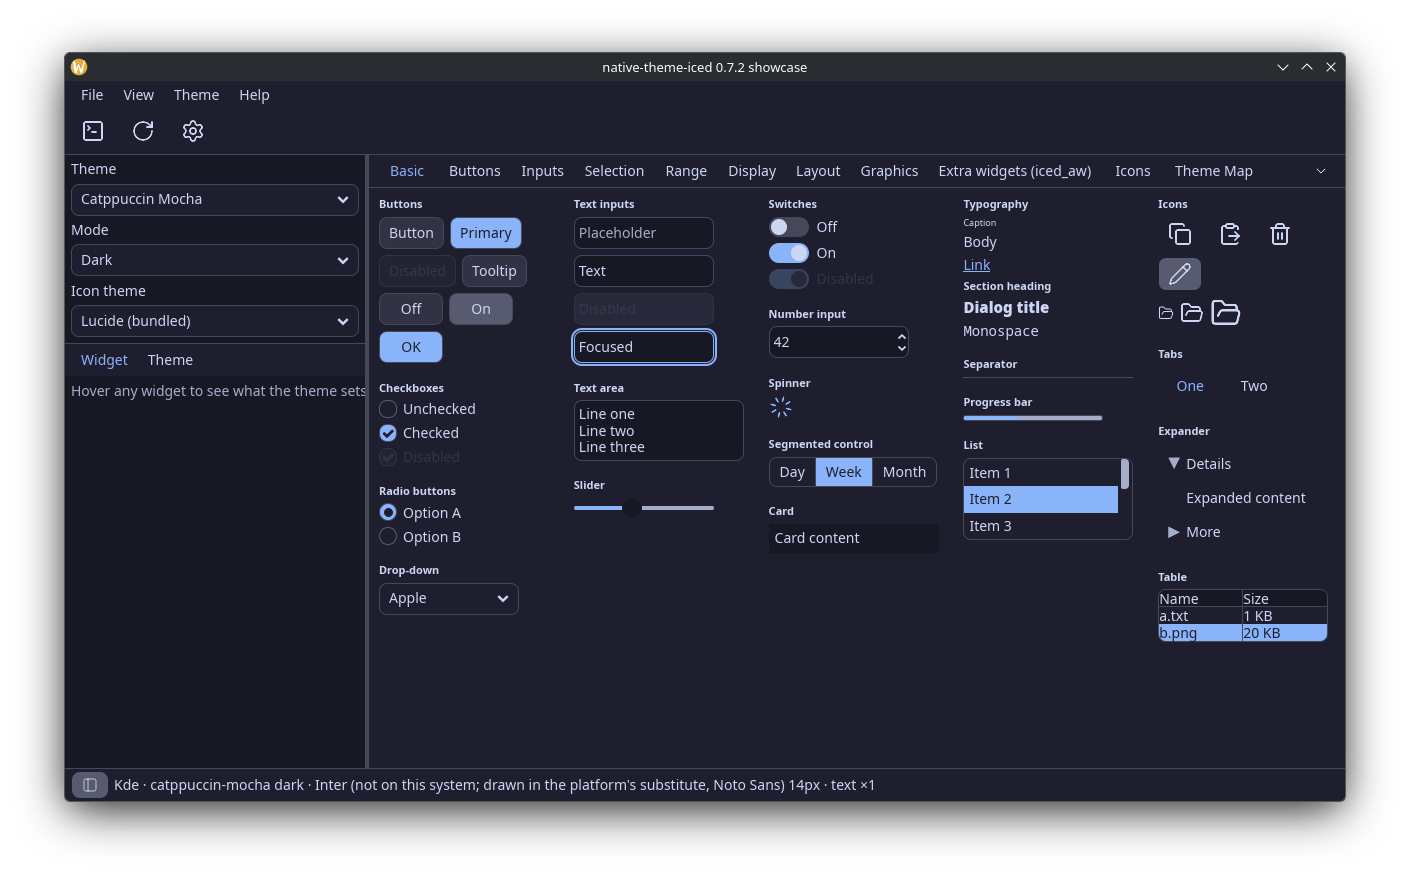 native-theme-iced 0.7.2 showcase
File View Theme Help
Theme
Catppuccin Mocha
Mode
Dark
Icon theme
Lucide (bundled)
Widget Theme
Hover any widget to see what the theme sets
Basic Buttons Inputs Selection Range Display Layout Graphics Extra widgets (iced_aw) Icons Theme Map
Buttons
Button Primary
Disabled Tooltip
Off On
OK
Checkboxes
Unchecked
Checked
Disabled
Radio buttons
Option A
Option B
Drop-down
Apple
Text inputs
Placeholder
Text
Disabled
Focused
Text area
Line one
Line two
Line three
Slider
Switches
Off
On
Disabled
Number input
42
Spinner
Segmented control
Day Week Month
Card
Card content
Typography
Caption
Body
Link
Section heading
Dialog title
Monospace
Separator
Progress bar
List
Item 1
Item 2
Item 3
Icons
Tabs
One Two
Expander
Details
Expanded content
More
Table
Name Size
a.txt 1 KB
b.png 20 KB
Kde · catppuccin-mocha dark · Inter (not on this system; drawn in the platform's substitute, Noto Sans) 14px · text ×1